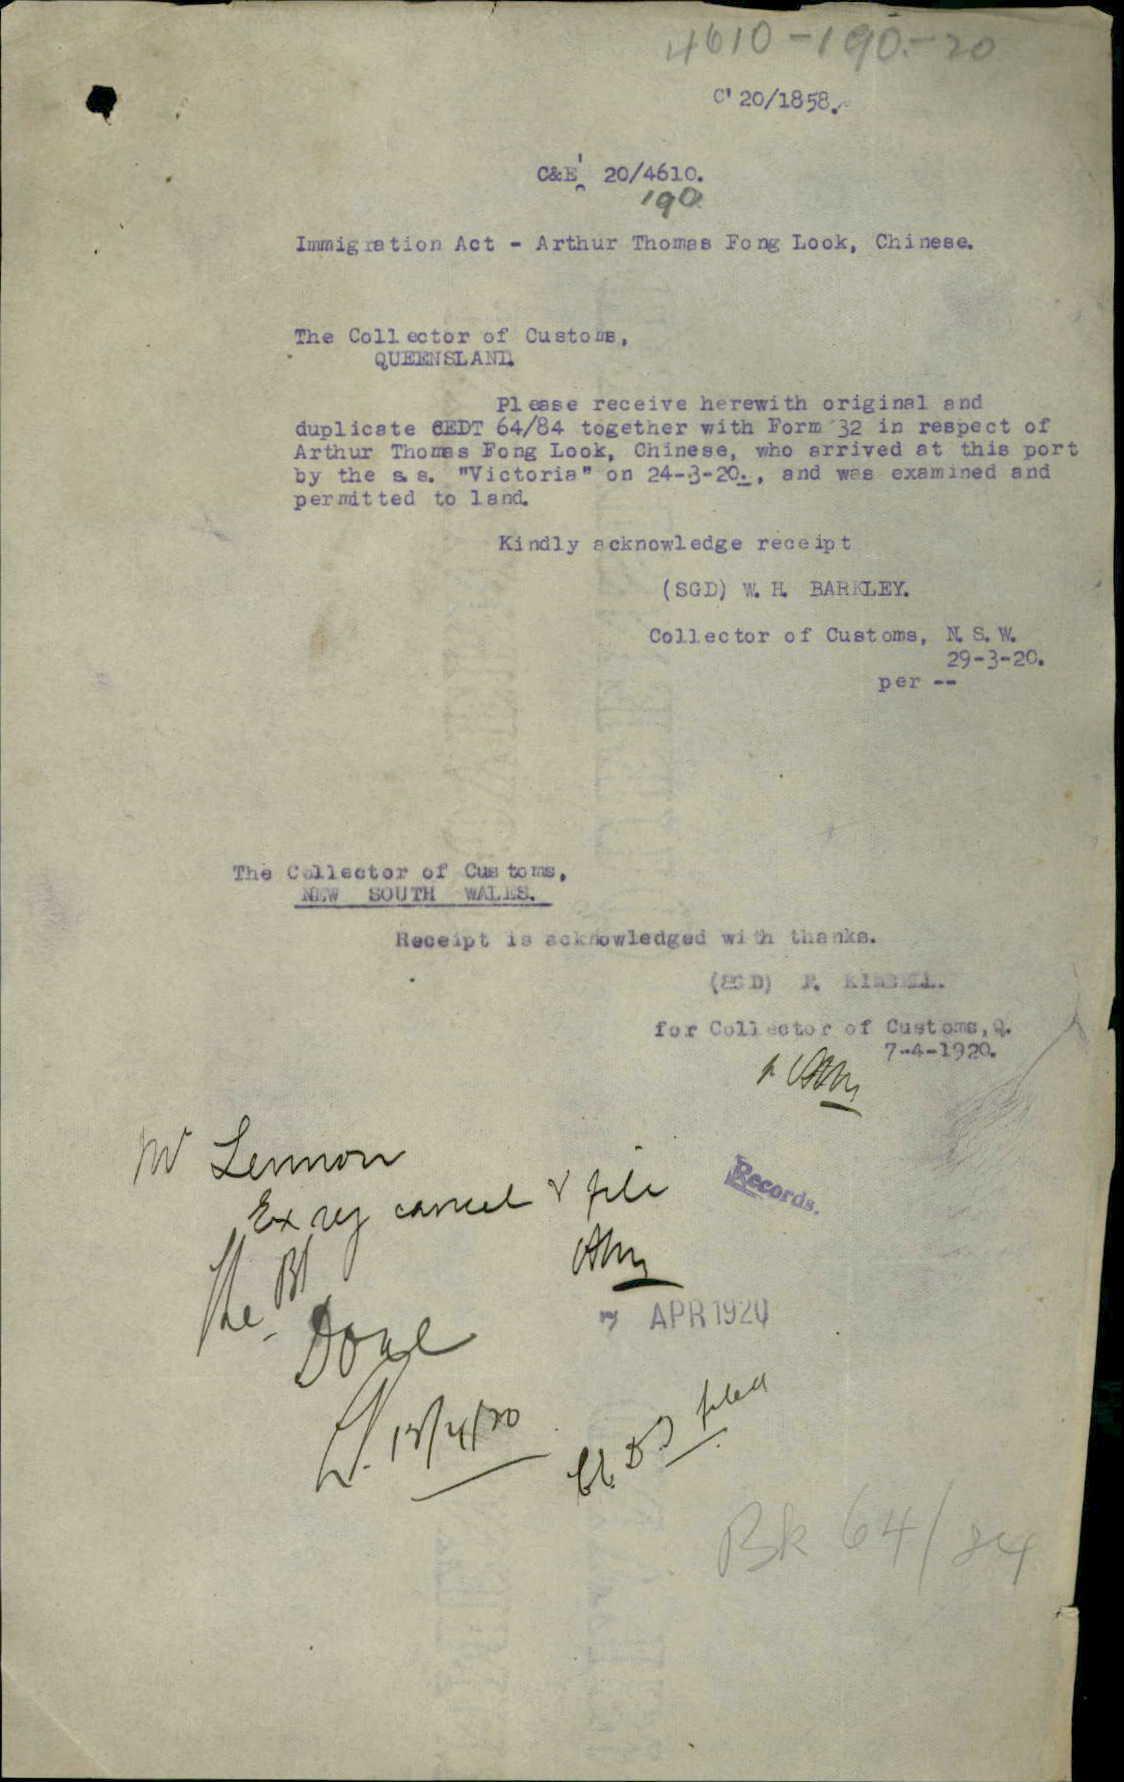 4610-190-20
C' 20/1858.
C&E' 20/4610.
190
Immigration Act - Arthur Thomas Fong Look, Chinese.
The Collector of Customs,
QUEENSLAND.
Please receive herewith original and
duplicate CEDT 64/84 together with Form 32 in respect of
Arthur Thomas Fong Look, Chinese, who arrived at this port
by the s.s. "Victoria" on 24-3-20., and was examined and
permitted to land.
Kindly acknowledge receipt
(SGD) W. H. BARKLEY.
Collector of Customs, N.S.W.
29-3-20.
per --
The Collector of Customs,
NEW SOUTH WALES.
Receipt is acknowledged with thanks.
(SGD) P.
for Collector of Customs, Q.
7-4-1920.
Mr Lennon
Ex reg cancel & file
Records.
APR 1920
Done
filed
Bk 64/84